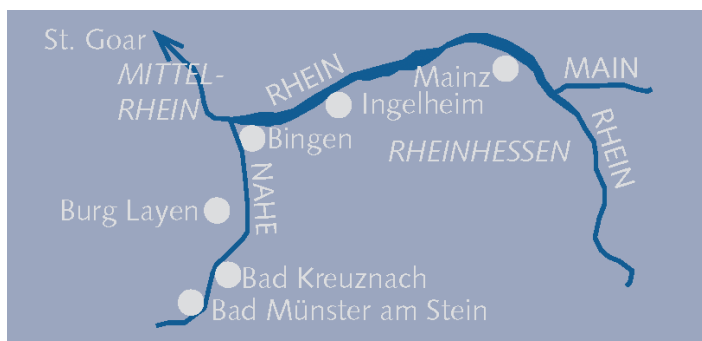 St. Goar
MITTEL-
RHEIN
RHEIN
Mainz
MAIN
Ingelheim
Bingen
RHEINHESSEN
RHEIN
NAHE
Burg Layen
Bad Kreuznach
Bad Münster am Stein